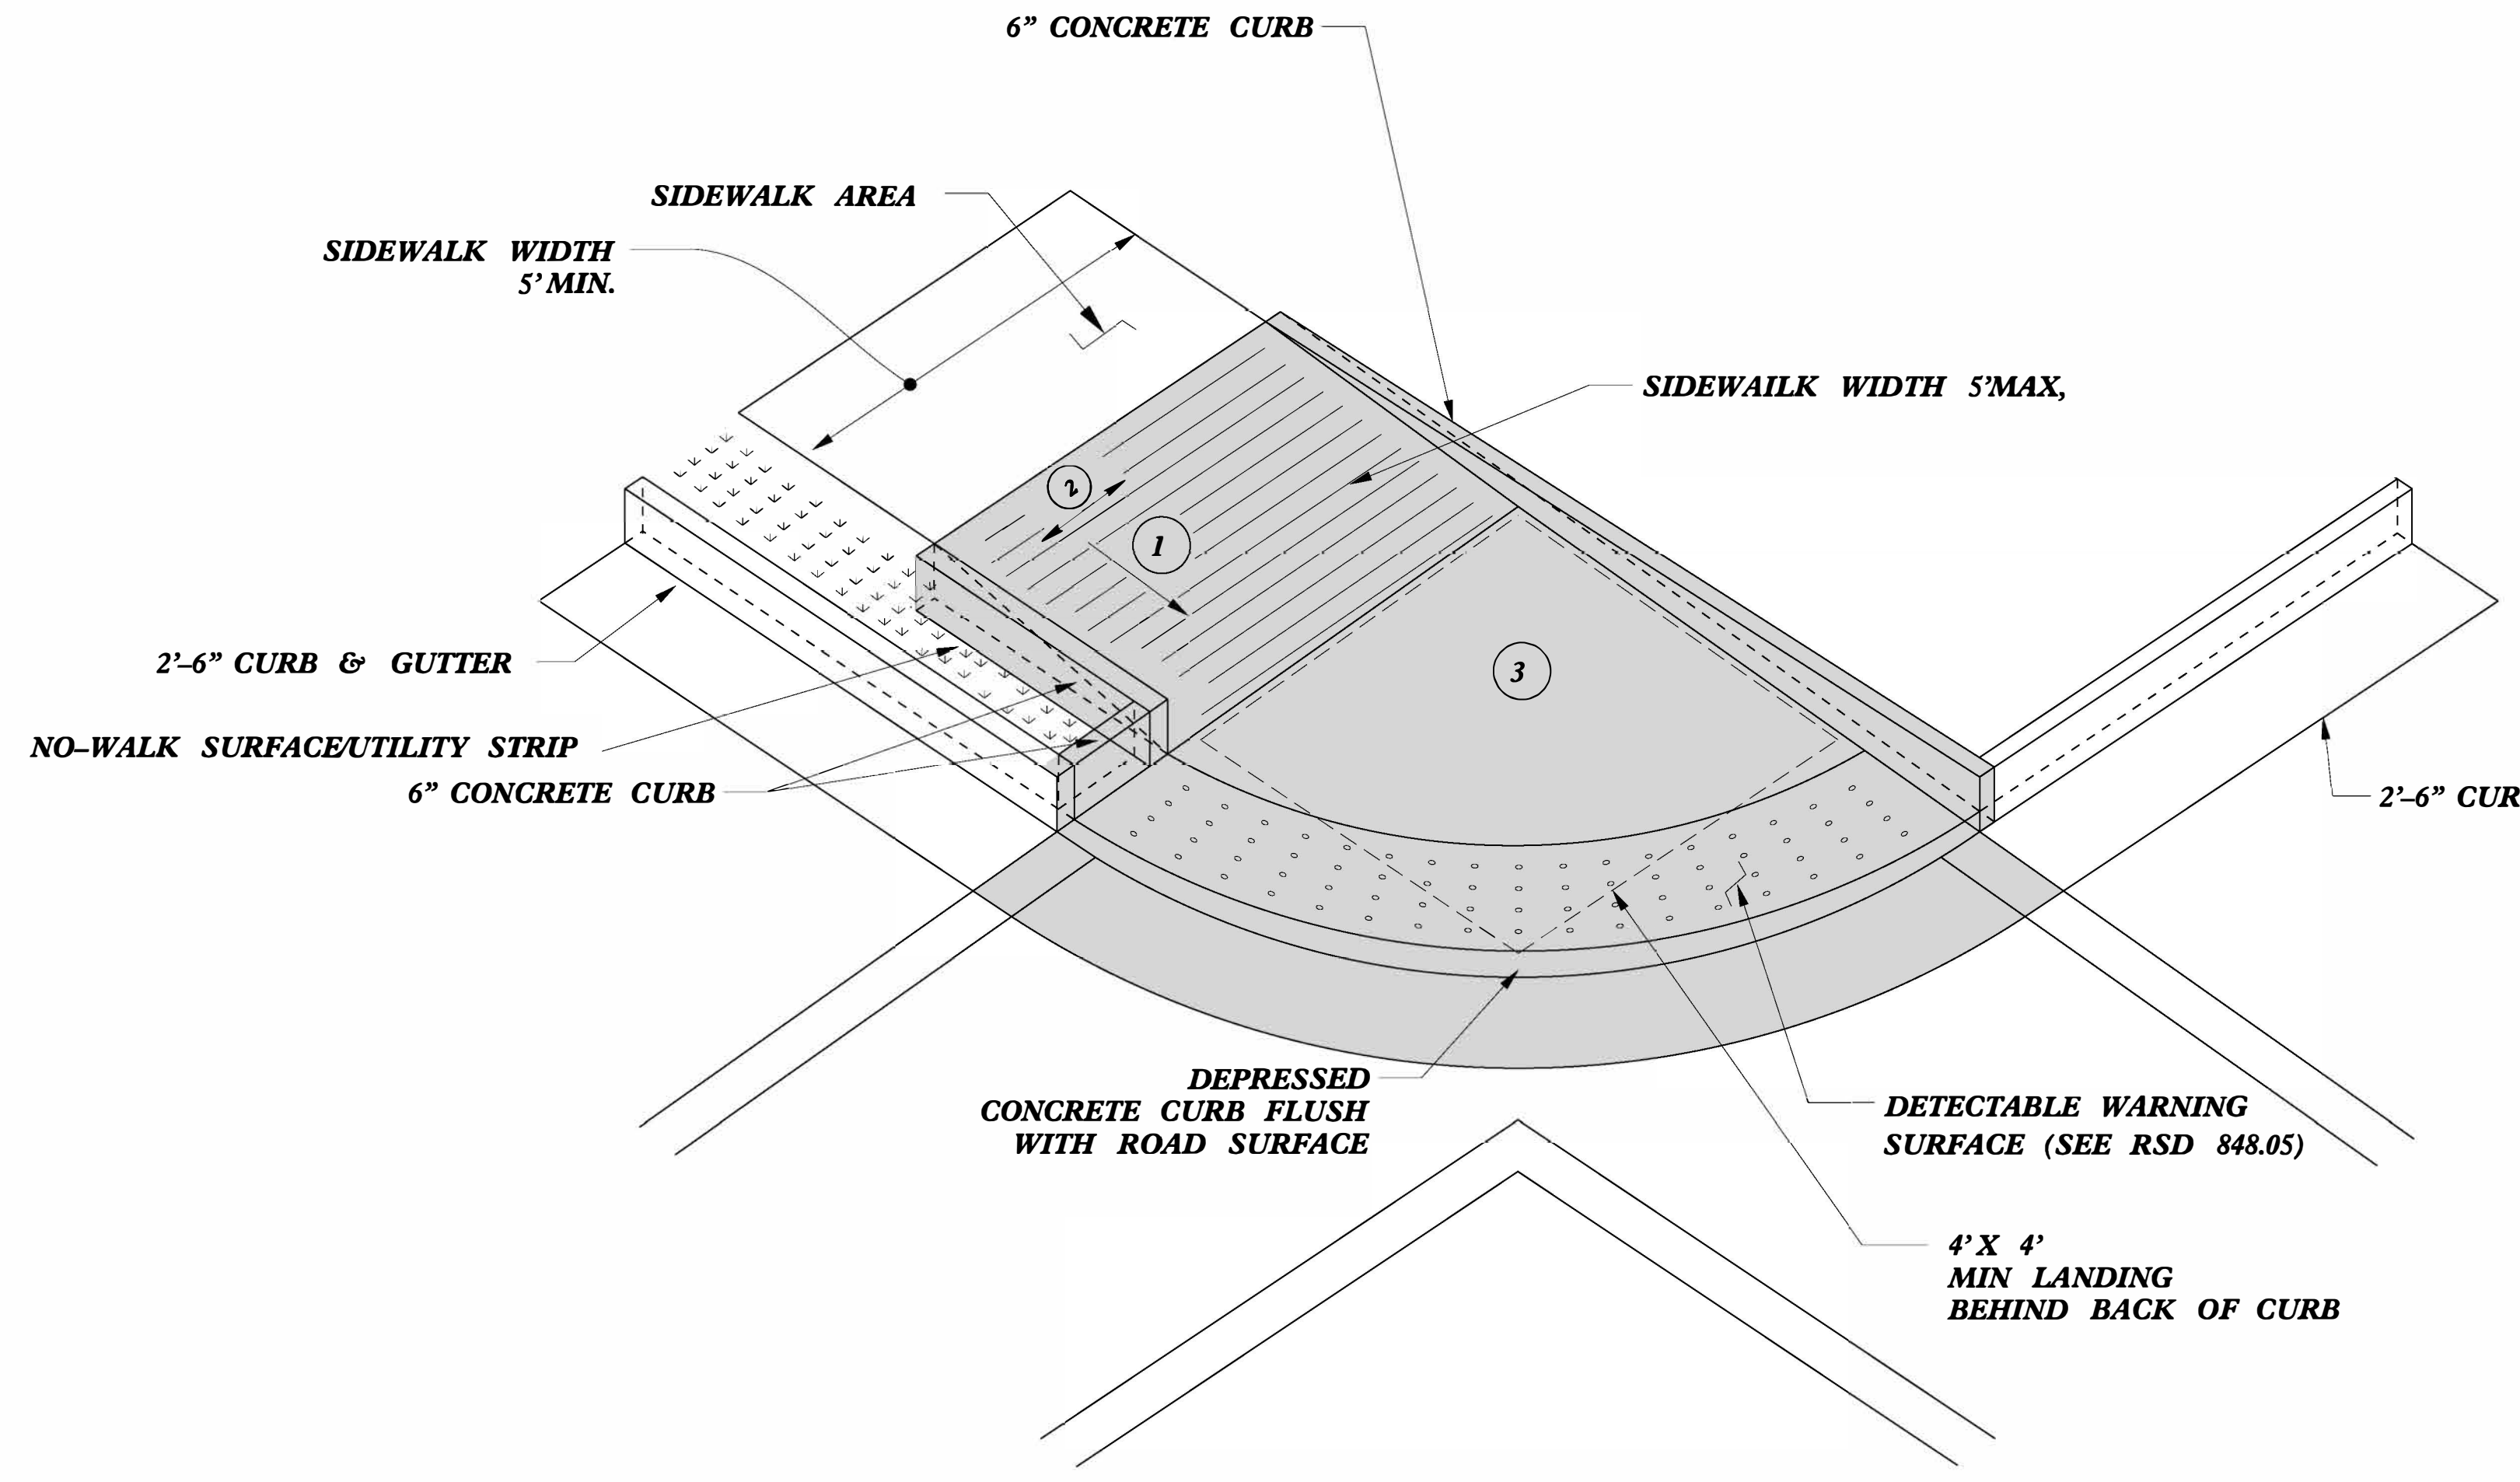 6” CONCRETE CURB
SIDEWALK AREA
SIDEWALK WIDTH
5’ MIN.
SIDEWAILK WIDTH 5’MAX,
2
1
3
2’–6” CURB & GUTTER
NO–WALK SURFACE/UTILITY STRIP
6” CONCRETE CURB
2’–6” CUR
DEPRESSED
CONCRETE CURB FLUSH
WITH ROAD SURFACE
DETECTABLE WARNING
SURFACE (SEE RSD 848.05)
4’ X 4’
MIN LANDING
BEHIND BACK OF CURB